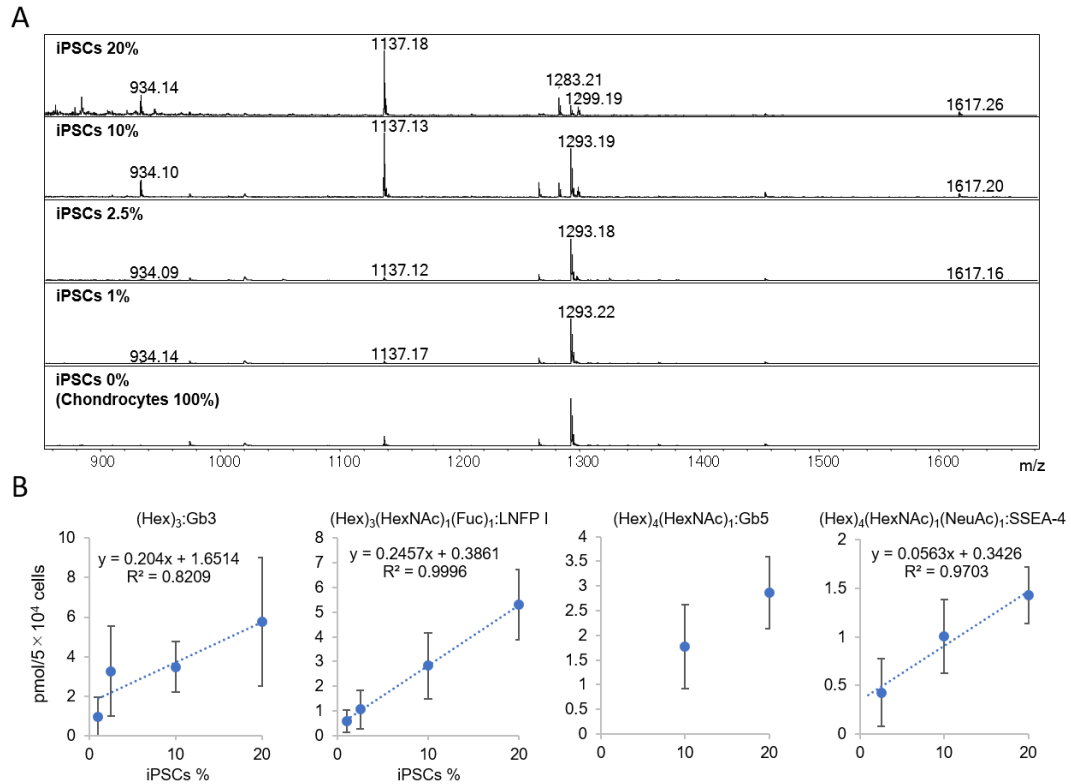 A
iPSCs 20%
1137.18
934.14
1283.21
1299.19
1617.26
iPSCs 10%
1137.13
1293.19
934.10
1617.20
iPSCs 2.5%
1293.18
934.09
1137.12
1617.16
iPSCs 1%
1293.22
934.14
1137.17
iPSCs 0%
(Chondrocytes 100%)
900 1000 1100 1200 1300 1400 1500 1600 m/z
B
(Hex)₃:Gb3
(Hex)₃(HexNAc)₁(Fuc)₁:LNFP I
(Hex)₄(HexNAc)₁:Gb5
(Hex)₄(HexNAc)₁(NeuAc)₁:SSEA-4
pmol/5×10⁴ cells
10
8
6
4
2
0
y = 0.204x + 1.6514
R² = 0.8209
0 10 20
iPSCs %
8
7
6
5
4
3
2
1
0
y = 0.2457x + 0.3861
R² = 0.9996
0 10 20
iPSCs %
4
3.5
3
2.5
2
1.5
1
0.5
0
0 10 20
2
1.5
1
0.5
0
y = 0.0563x + 0.3426
R² = 0.9703
0 10 20